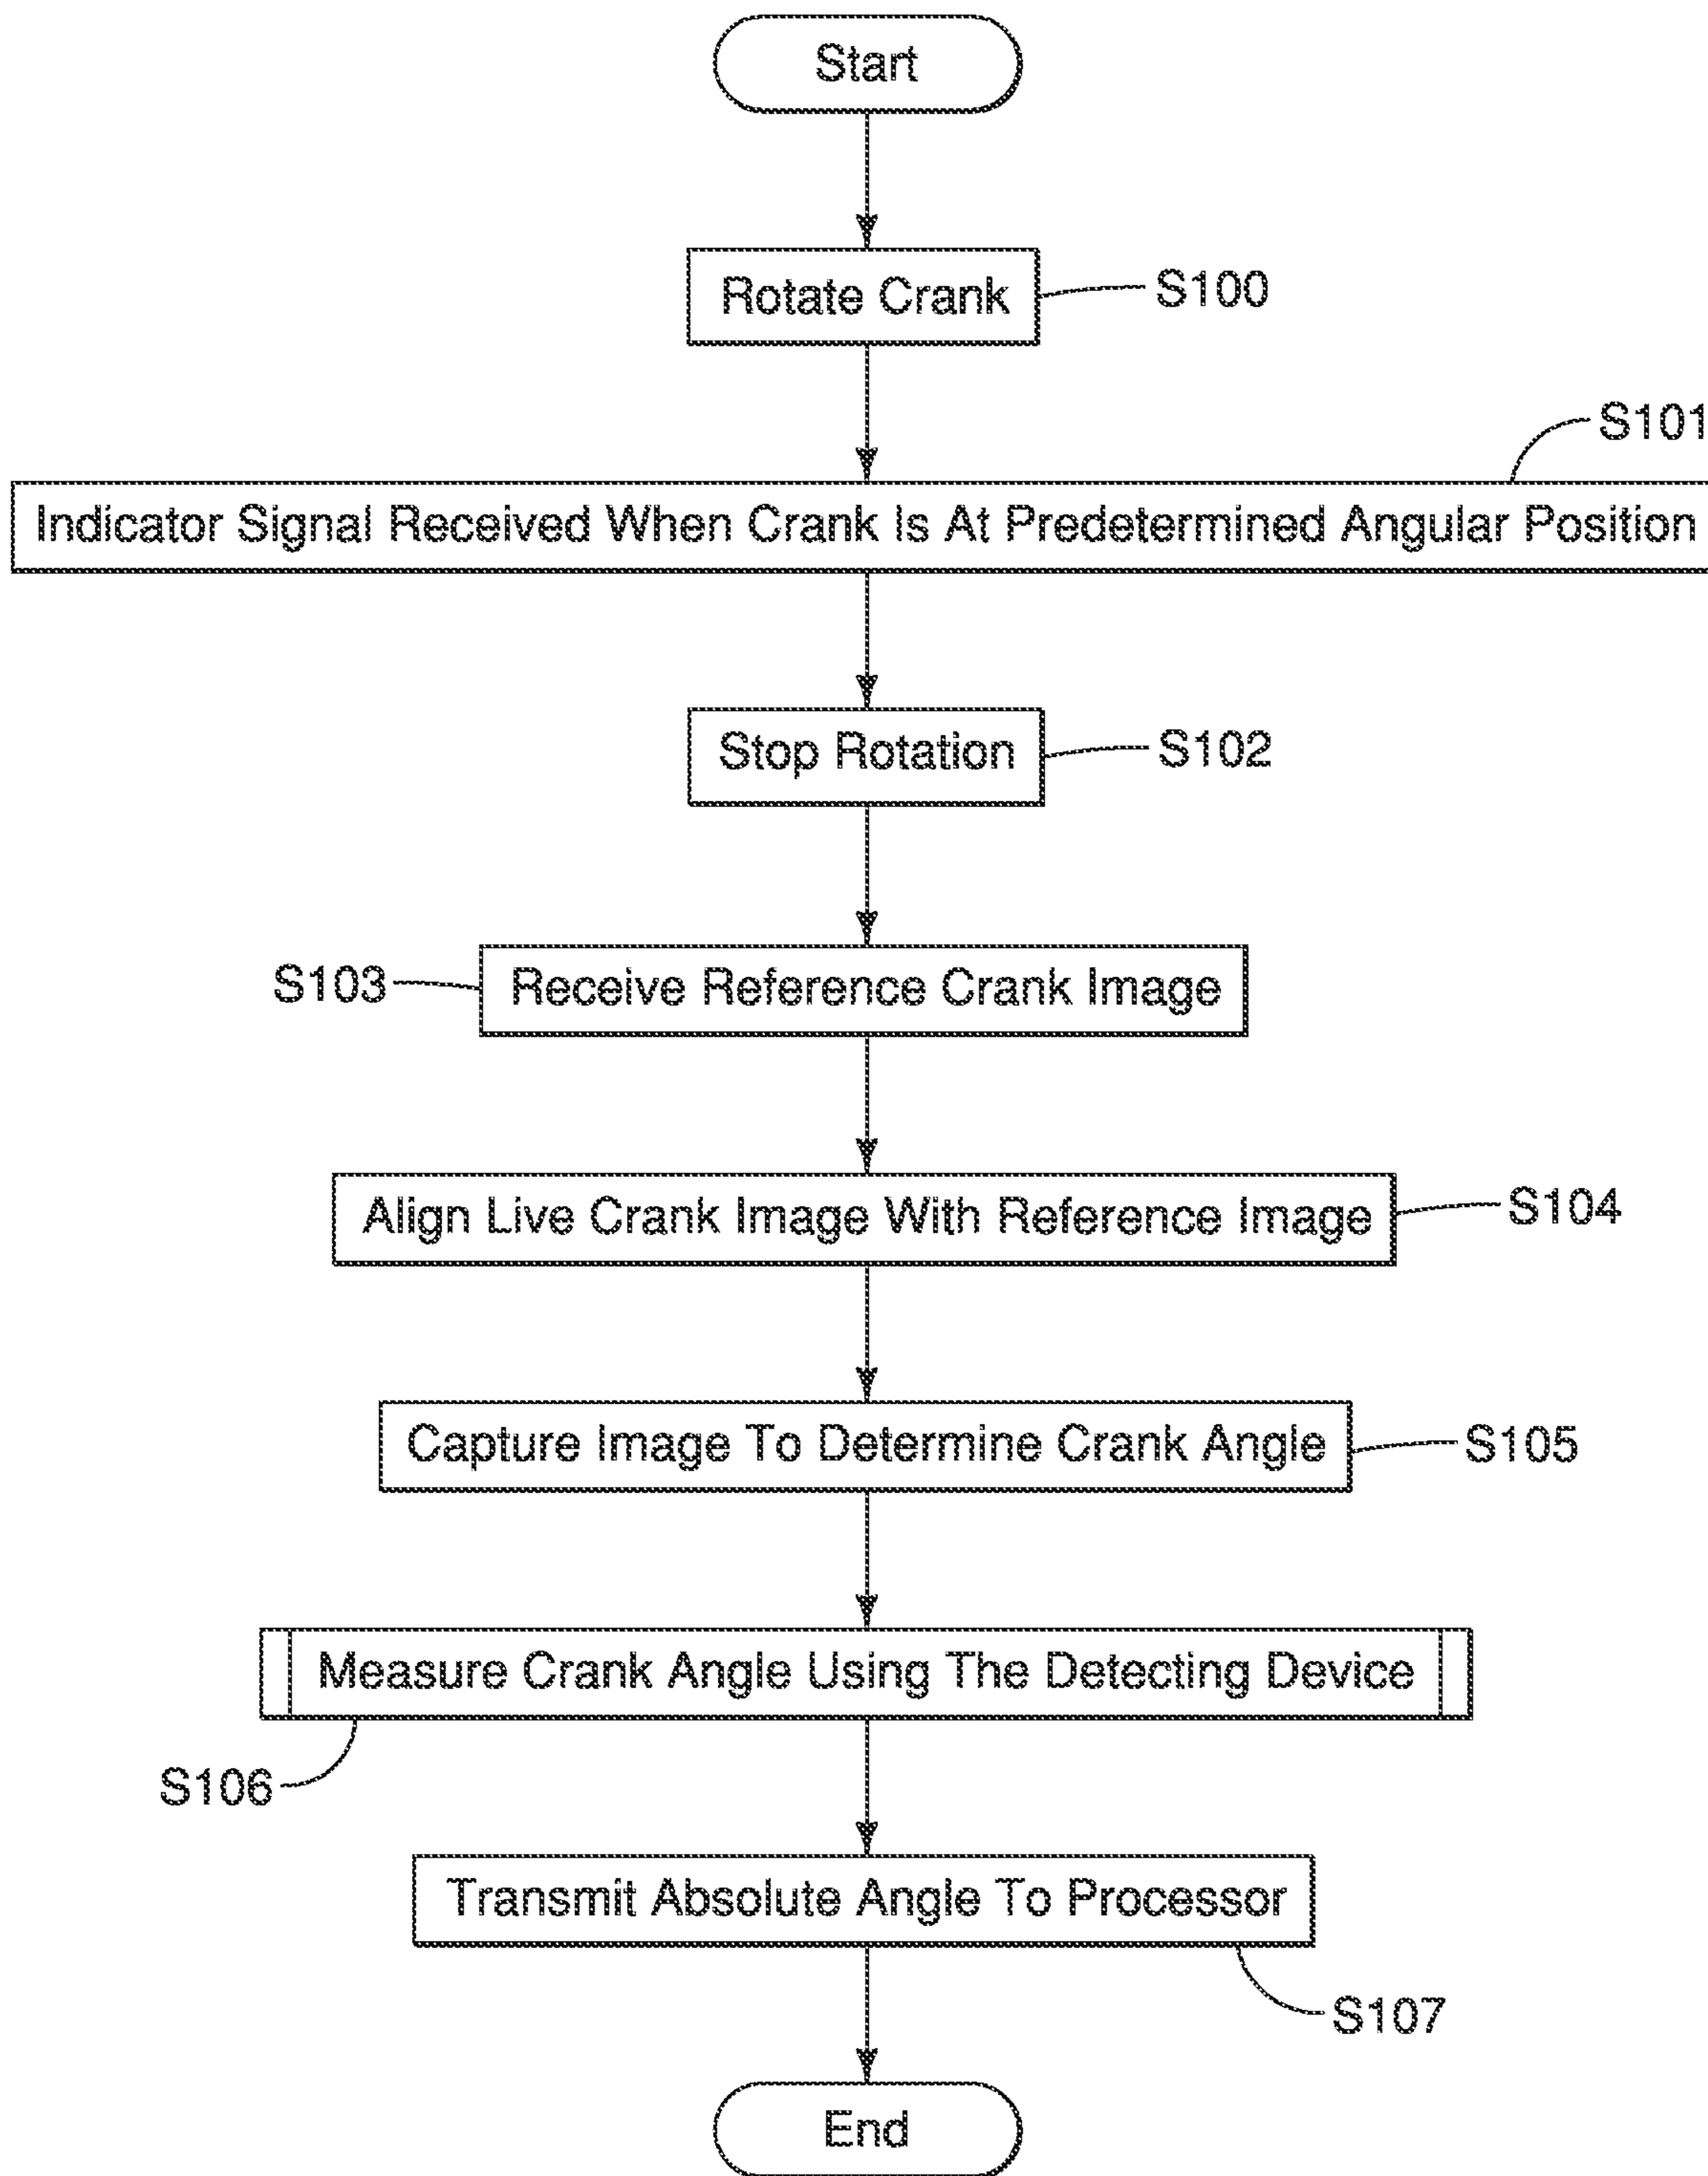 Start
Rotate Crank
S100
S101
Indicator Signal Received When Crank Is At Predetermined Angular Position
Stop Rotation
S102
S103
Receive Reference Crank Image
Align Live Crank Image With Reference Image
S104
Capture Image To Determine Crank Angle
S105
Measure Crank Angle Using The Detecting Device
S106
Transmit Absolute Angle To Processor
S107
End